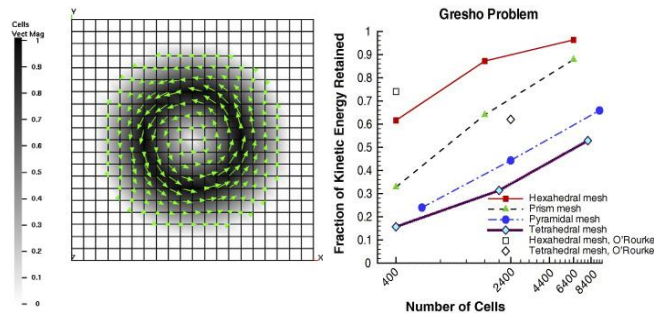 Cells
Vect Mag
1
0.9
0.8
0.7
0.6
0.5
0.4
0.3
0.2
0.1
0
Y
Z
X
Gresho Problem
Fraction of Kinetic Energy Retained
1
0.9
0.8
0.7
0.6
0.5
0.4
0.3
0.2
0.1
0
Hexahedral mesh
Prism mesh
Pyramidal mesh
Tetrahedral mesh
Hexahedral mesh, O'Rourke
Tetrahedral mesh, O'Rourke
400
2400
4400
6400
8400
Number of Cells